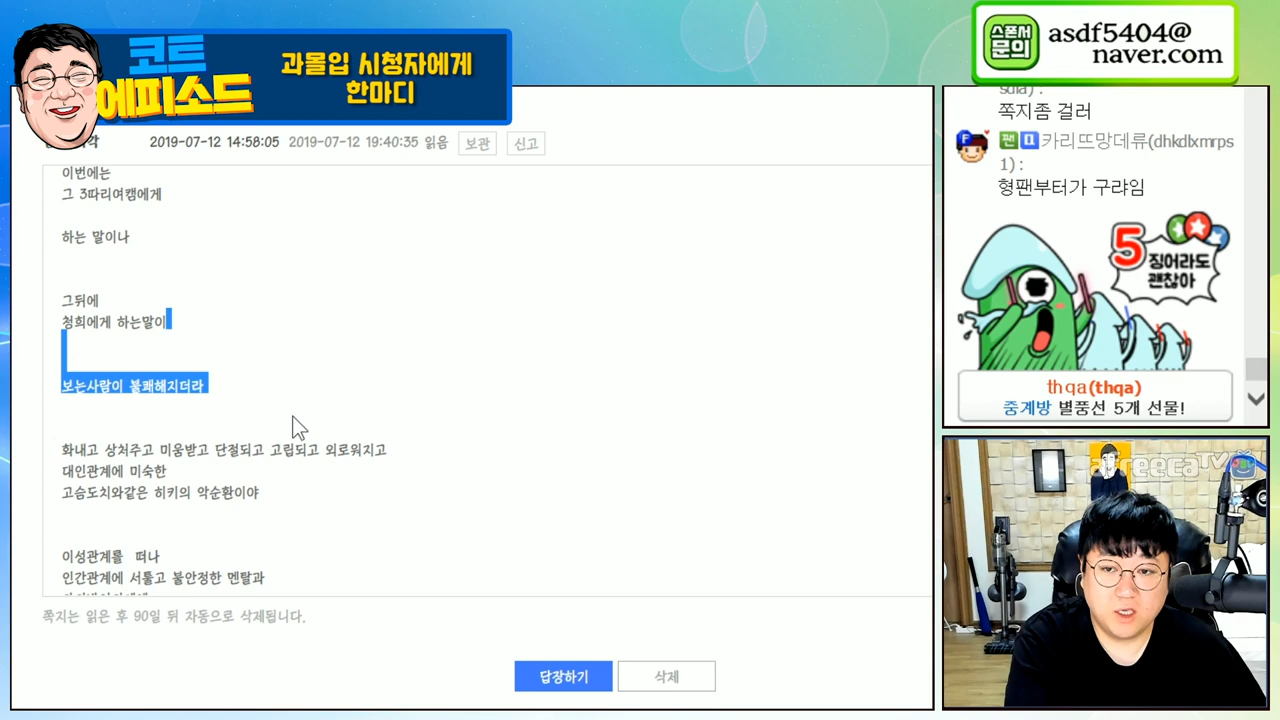 코트
에피소드
과몰입 시청자에게
한마디
스폰서
문의
asdf5404@
naver.com
각
2019-07-12 14:58:05 2019-07-12 19:40:35 읽음 보관 신고
이번에는
그 3따리여캠에게
하는 말이나
그뒤에
청희에게 하는말이
보는사람이 불쾌해지더라
화내고 상처주고 미움받고 단절되고 고립되고 외로워지고
대인관계에 미숙한
고슴도치와같은 히키의 악순환이야
이성관계를 떠나
인간관계에 서툴고 불안정한 멘탈과
쪽지는 읽은 후 90일 뒤 자동으로 삭제됩니다.
답장하기 삭제
쪽지좀 걸러
팬 카리뜨망데류(dhkdlxmrps
1) :
형팬부터가 구랴임
5
징어라도
괜찮아
thqa(thqa)
중계방 별풍선 5개 선물!
afreecaTV